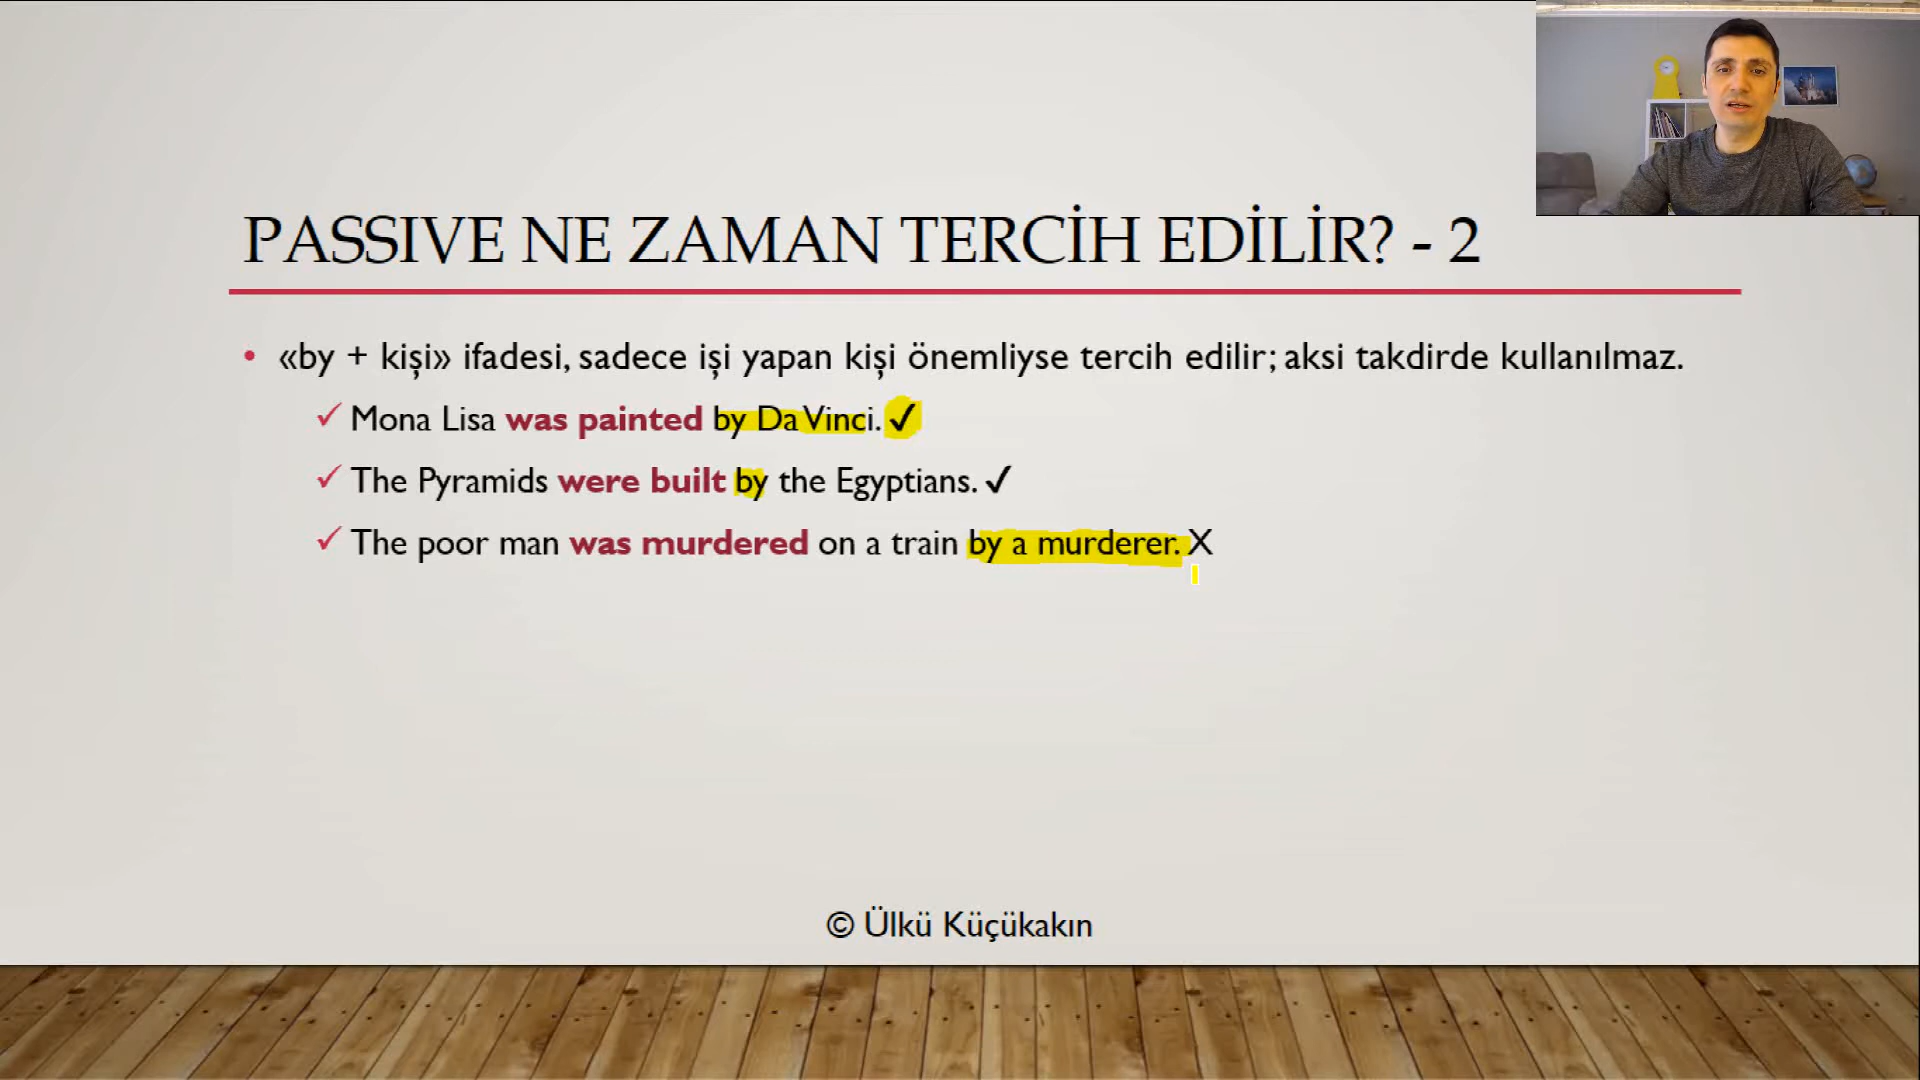 PASSIVE NE ZAMAN TERCİH EDİLİR? - 2
• «by + kişi» ifadesi, sadece işi yapan kişi önemliyse tercih edilir; aksi takdirde kullanılmaz.
✓ Mona Lisa was painted by Da Vinci. ✓
✓ The Pyramids were built by the Egyptians. ✓
✓ The poor man was murdered on a train by a murderer. X
© Ülkü Küçükakın